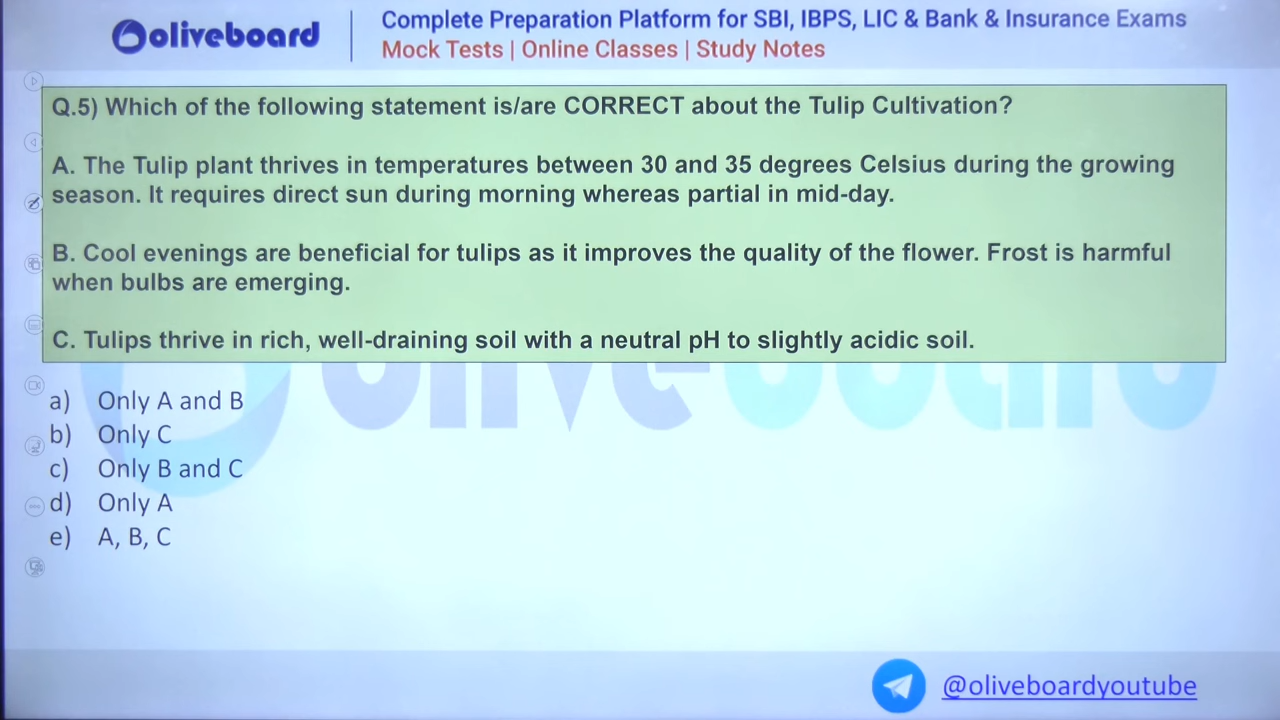 oliveboard
Complete Preparation Platform for SBI, IBPS, LIC & Bank & Insurance Exams
Mock Tests | Online Classes | Study Notes
Q.5) Which of the following statement is/are CORRECT about the Tulip Cultivation?
A. The Tulip plant thrives in temperatures between 30 and 35 degrees Celsius during the growing
season. It requires direct sun during morning whereas partial in mid-day.
B. Cool evenings are beneficial for tulips as it improves the quality of the flower. Frost is harmful
when bulbs are emerging.
C. Tulips thrive in rich, well-draining soil with a neutral pH to slightly acidic soil.
a) Only A and B
b) Only C
c) Only B and C
d) Only A
e) A, B, C
@oliveboardyoutube